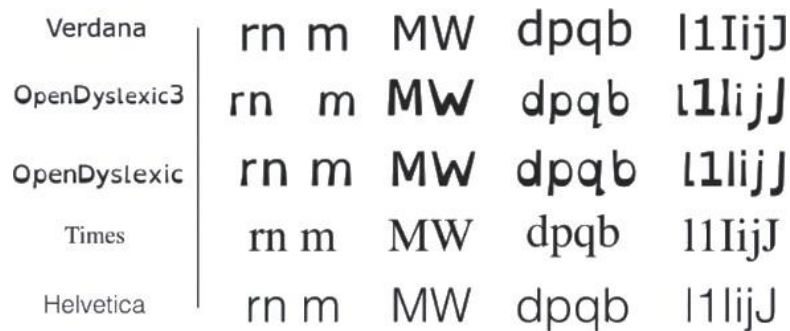 Verdana rn m MW dpqb l1IijJ
OpenDyslexic3 rn m MW dpqb l1IijJ
OpenDyslexic rn m MW dpqb l1IijJ
Times rn m MW dpqb l1IijJ
Helvetica rn m MW dpqb l1IijJ